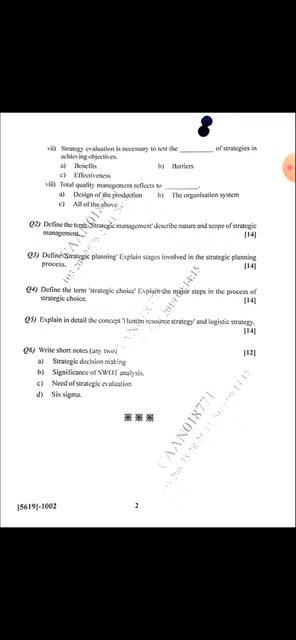 vii) Strategy evaluation is necessary to test the ________ of strategies in
achieving objectives.
a) Benefits b) Barriers
c) Effectiveness
viii) Total quality management reflects to ________.
a) Design of the production b) The organisation system
c) All of the above
Q2) Define the term 'Strategic management' describe nature and scope of strategic
management. [14]
Q3) Define 'Strategic planning' Explain stages involved in the strategic planning
process. [14]
Q4) Define the term 'strategic choice' Explain the major steps in the process of
strategic choice. [14]
Q5) Explain in detail the concept 'Human resource strategy' and logistic strategy.
[14]
Q6) Write short notes (any two) [12]
a) Strategic decision making
b) Significance of SWOT analysis.
c) Need of strategic evaluation
d) Six sigma.
CAAN018771
CAAN018771
[5619]-1002 2